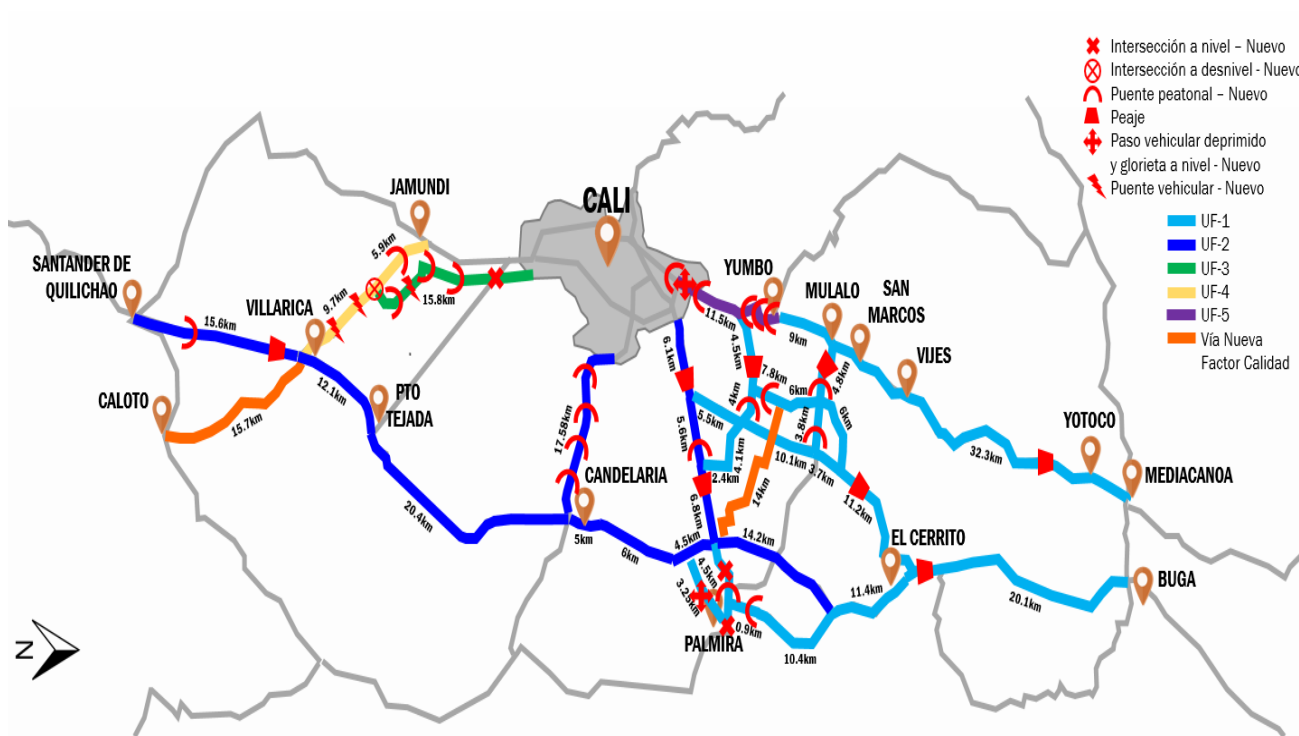 Intersección a nivel – Nuevo
Intersección a desnivel - Nuevo
Puente peatonal – Nuevo
Peaje
Paso vehicular deprimido
y glorieta a nivel - Nuevo
Puente vehicular - Nuevo
UF-1
UF-2
UF-3
UF-4
UF-5
Vía Nueva
Factor Calidad
JAMUNDI
CALI
SANTANDER DE
QUILICHAO
VILLARICA
CALOTO
PTO
TEJADA
CANDELARIA
YUMBO
MULALO
SAN
MARCOS
VIJES
YOTOCO
MEDIACANOA
EL CERRITO
BUGA
PALMIRA
5.9km
9.7km
15.8km
15.6km
12.1km
15.7km
20.4km
17.58km
5km
6km
4.5km
14.2km
6.1km
5.6km
6.8km
11.5km
4.5km
9km
7.8km
6km
4km
4.1km
2.4km
5.5km
10.1km
3.7km
3.8km
4.8km
6km
14km
11.2km
32.3km
4.5km
3.25km
0.9km
10.4km
11.4km
20.1km
N